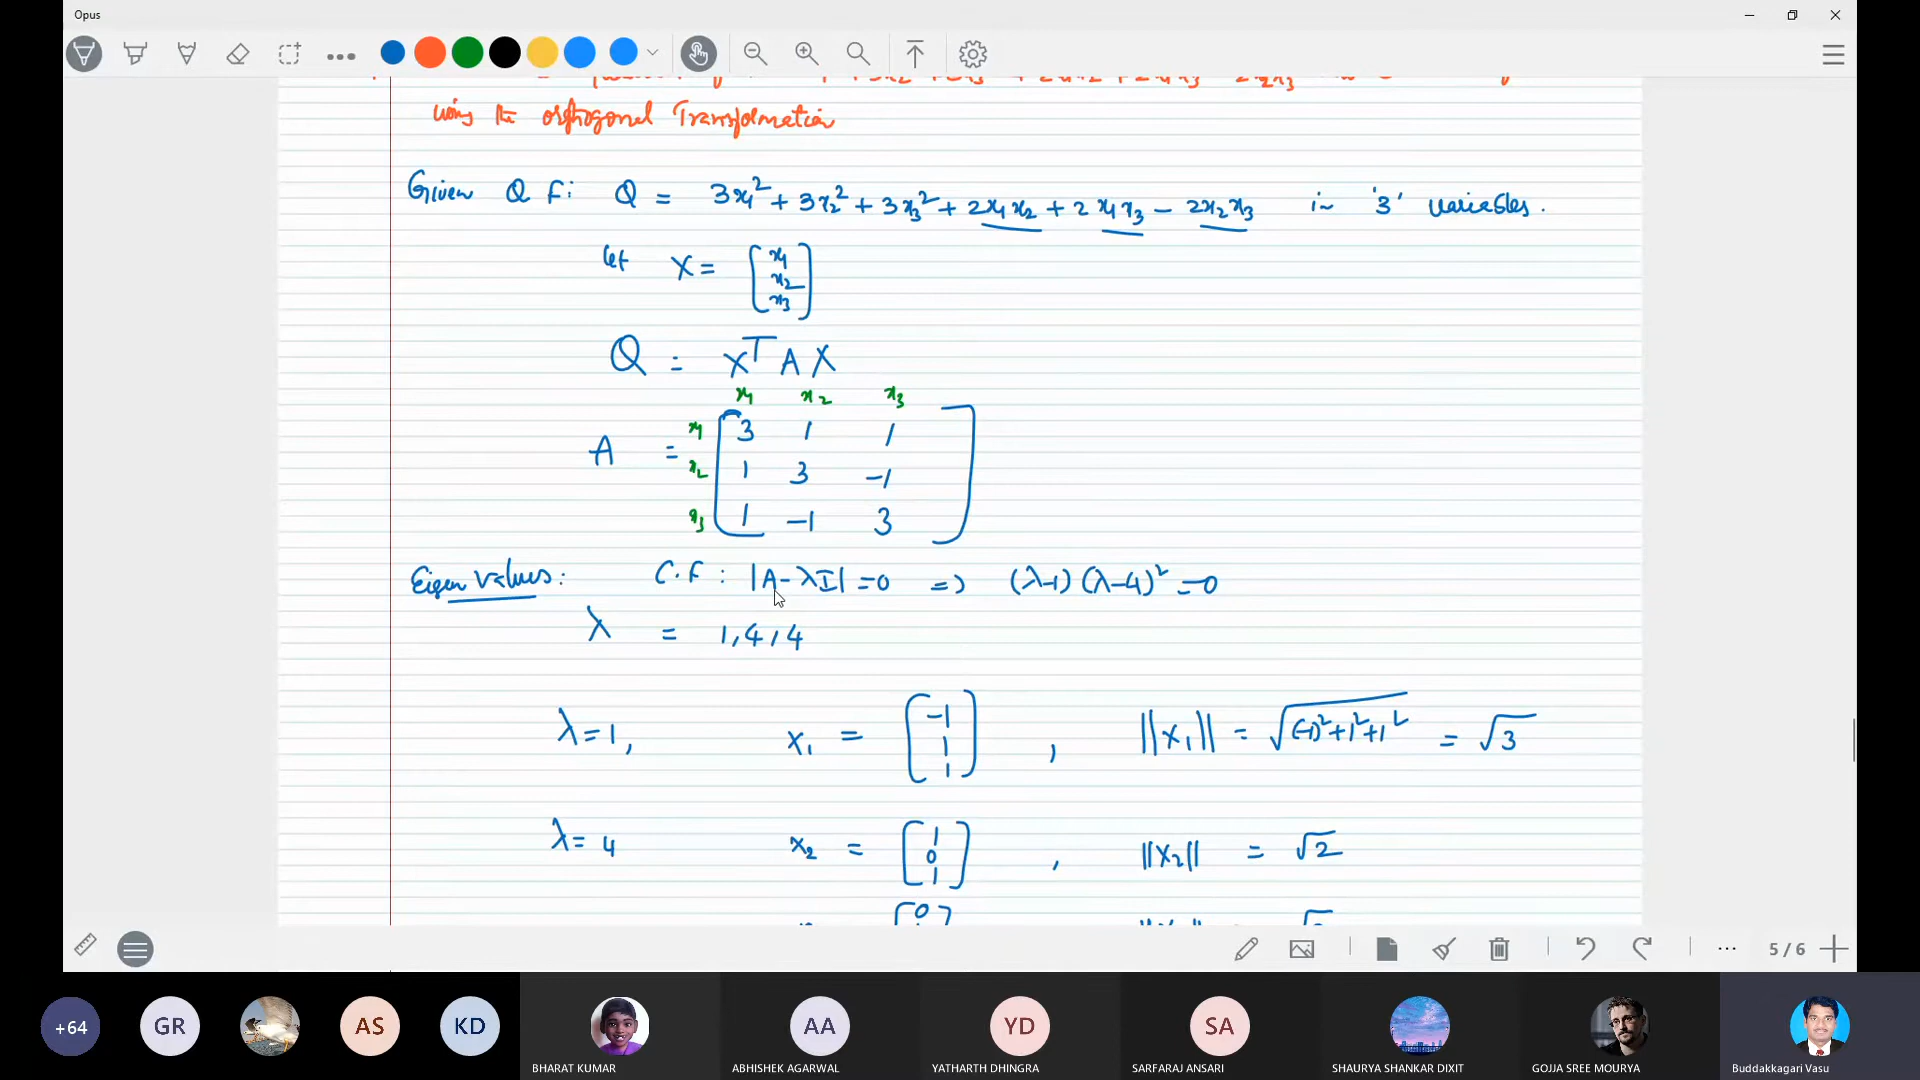 Opus
using the orthogonal Transformation
Given Q F: Q = 3x₁² + 3x₂² + 3x₃² + 2x₁x₂ + 2x₁x₃ − 2x₂x₃ in '3' variables.
let X = [x₁ x₂ x₃]
Q = Xᵀ A X
x₁ x₂ x₃
A = x₁ [3 1 1
x₂ 1 3 −1
x₃ 1 −1 3]
Eigen values: C.F : |A−λI| = 0 => (λ−1)(λ−4)² = 0
λ = 1, 4, 4
λ = 1, x₁ = [−1 1 1], ||x₁|| = √(−1)²+1²+1² = √3
λ = 4 x₂ = [1 0 1], ||x₂|| = √2
5 / 6
+64
GR
AS
KD
BHARAT KUMAR
AA
ABHISHEK AGARWAL
YD
YATHARTH DHINGRA
SA
SARFARAJ ANSARI
SHAURYA SHANKAR DIXIT
GOJJA SREE MOURYA
Buddakkagari Vasu